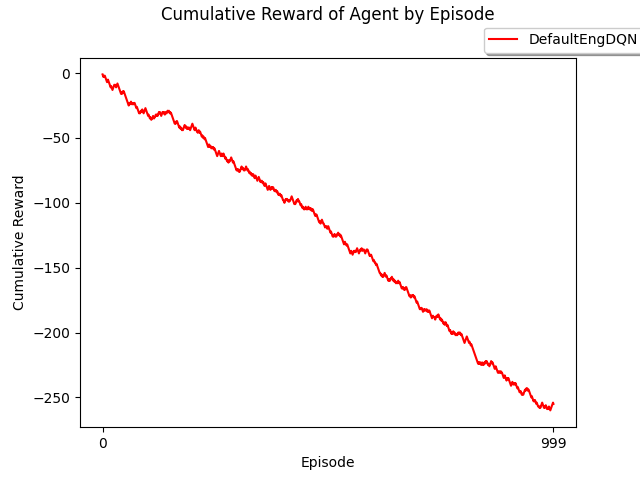 Cumulative Reward of Agent by Episode
DefaultEngDQN
0
−50
−100
−150
−200
−250
Cumulative Reward
0
999
Episode